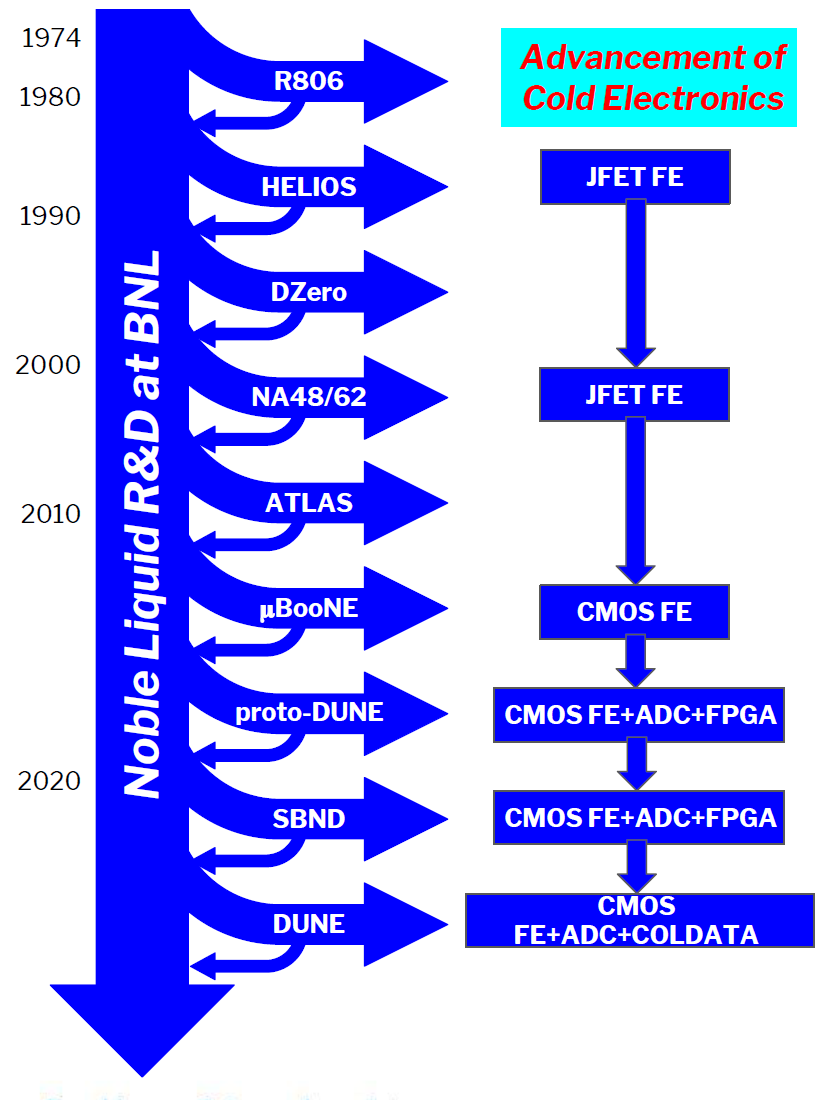 1974
1980
1990
2000
2010
2020
Noble Liquid R&D at BNL
R806
HELIOS
DZero
NA48/62
ATLAS
µBooNE
proto-DUNE
SBND
DUNE
Advancement of
Cold Electronics
JFET FE
JFET FE
CMOS FE
CMOS FE+ADC+FPGA
CMOS FE+ADC+FPGA
CMOS
FE+ADC+COLDATA